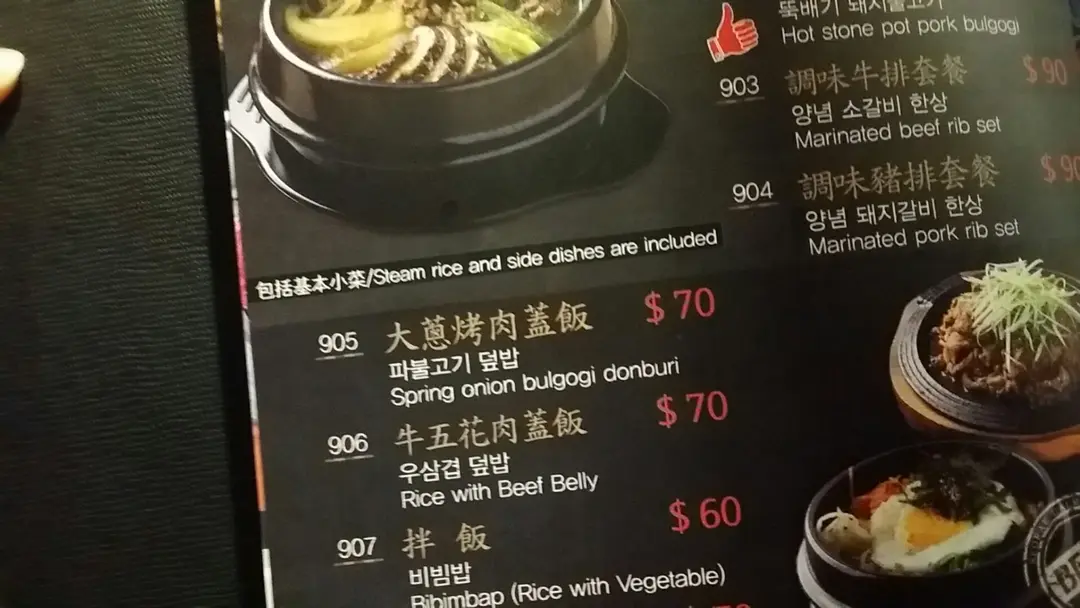 뚝배기 돼지불고기
Hot stone pot pork bulgogi
903 調味牛排套餐 $ 90
양념 소갈비 한상
Marinated beef rib set
904 調味豬排套餐 $ 90
양념 돼지갈비 한상
Marinated pork rib set
包括基本小菜/Steam rice and side dishes are included
905 大蔥烤肉蓋飯 $ 70
파불고기 덮밥
Spring onion bulgogi donburi
906 牛五花肉蓋飯 $ 70
우삼겹 덮밥
Rice with Beef Belly
907 拌 飯 $ 60
비빔밥
Bibimbap (Rice with Vegetable)